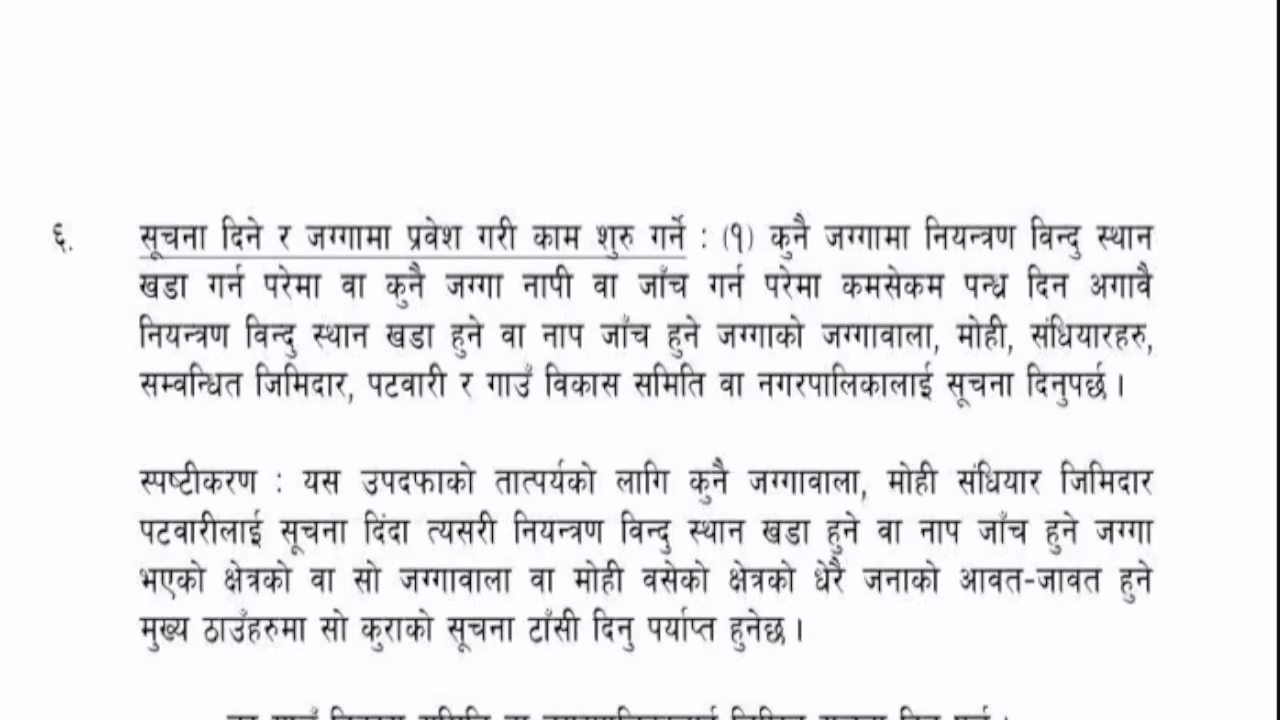 ६. सूचना दिने र जग्गामा प्रवेश गरी काम शुरु गर्ने : (१) कुनै जग्गामा नियन्त्रण विन्दु स्थान
खडा गर्न परेमा वा कुनै जग्गा नापी वा जाँच गर्न परेमा कमसेकम पन्ध्र दिन अगावै
नियन्त्रण विन्दु स्थान खडा हुने वा नाप जाँच हुने जग्गाको जग्गावाला, मोही, संधियारहरु,
सम्वन्धित जिमिदार, पटवारी र गाउँ विकास समिति वा नगरपालिकालाई सूचना दिनुपर्छ ।
स्पष्टीकरण : यस उपदफाको तात्पर्यको लागि कुनै जग्गावाला, मोही संधियार जिमिदार
पटवारीलाई सूचना दिंदा त्यसरी नियन्त्रण विन्दु स्थान खडा हुने वा नाप जाँच हुने जग्गा
भएको क्षेत्रको वा सो जग्गावाला वा मोही वसेको क्षेत्रको धेरै जनाको आवत-जावत हुने
मुख्य ठाउँहरुमा सो कुराको सूचना टाँसी दिनु पर्याप्त हुनेछ ।